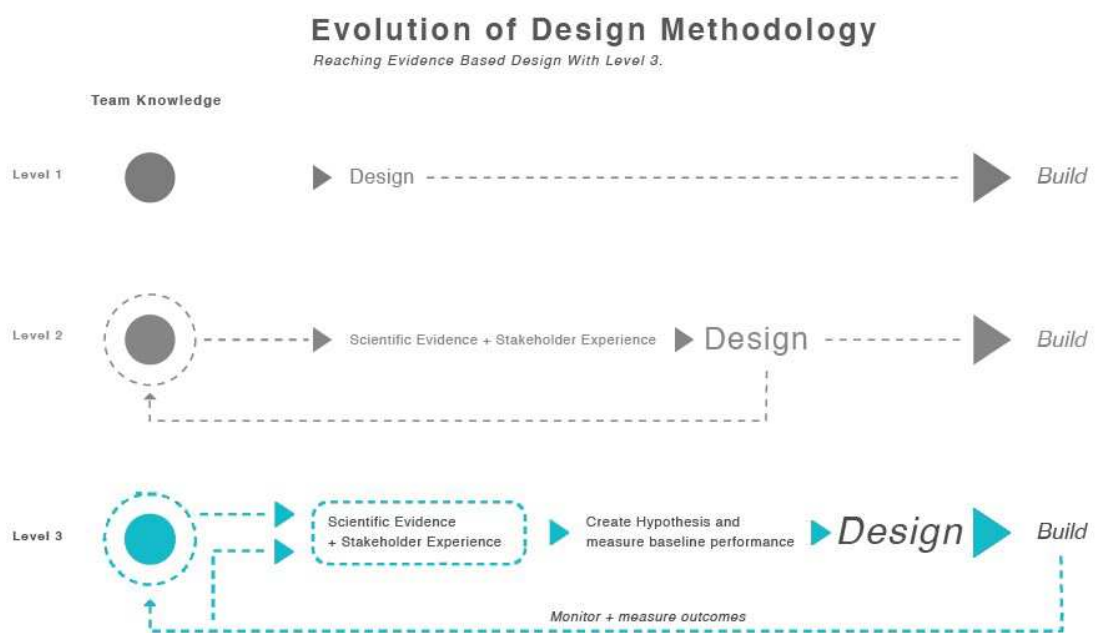 Evolution of Design Methodology
Reaching Evidence Based Design With Level 3.
Team Knowledge
Level 1
Design
Build
Level 2
Scientific Evidence + Stakeholder Experience
Design
Build
Level 3
Scientific Evidence
+ Stakeholder Experience
Create Hypothesis and
measure baseline performance
Design
Build
Monitor + measure outcomes